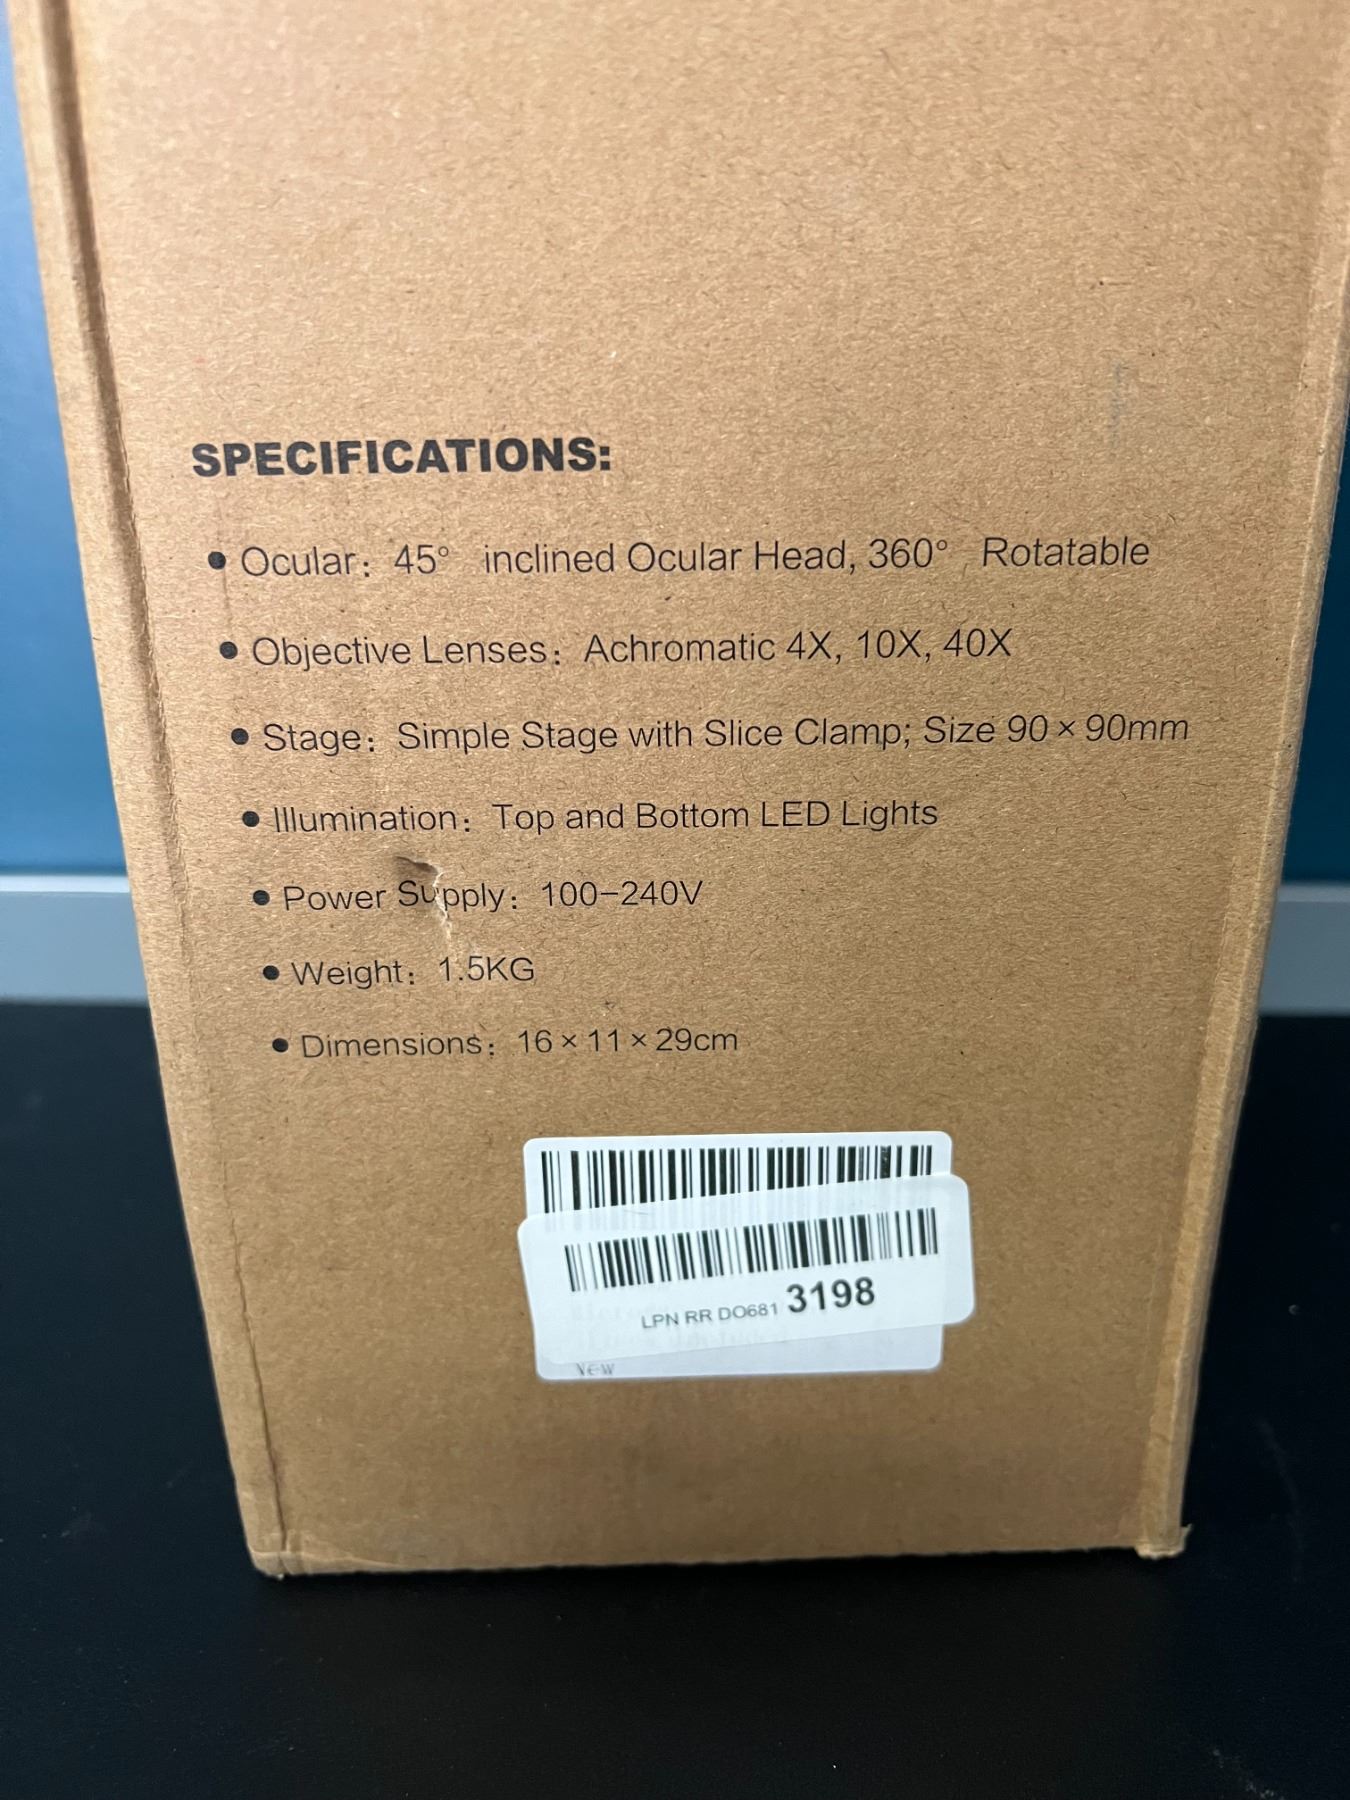 SPECIFICATIONS:
● Ocular: 45° inclined Ocular Head, 360° Rotatable
● Objective Lenses: Achromatic 4X, 10X, 40X
● Stage: Simple Stage with Slice Clamp; Size 90×90mm
● Illumination: Top and Bottom LED Lights
● Power Supply: 100-240V
● Weight: 1.5KG
● Dimensions: 16×11×29cm
LPN RR DO681 3198